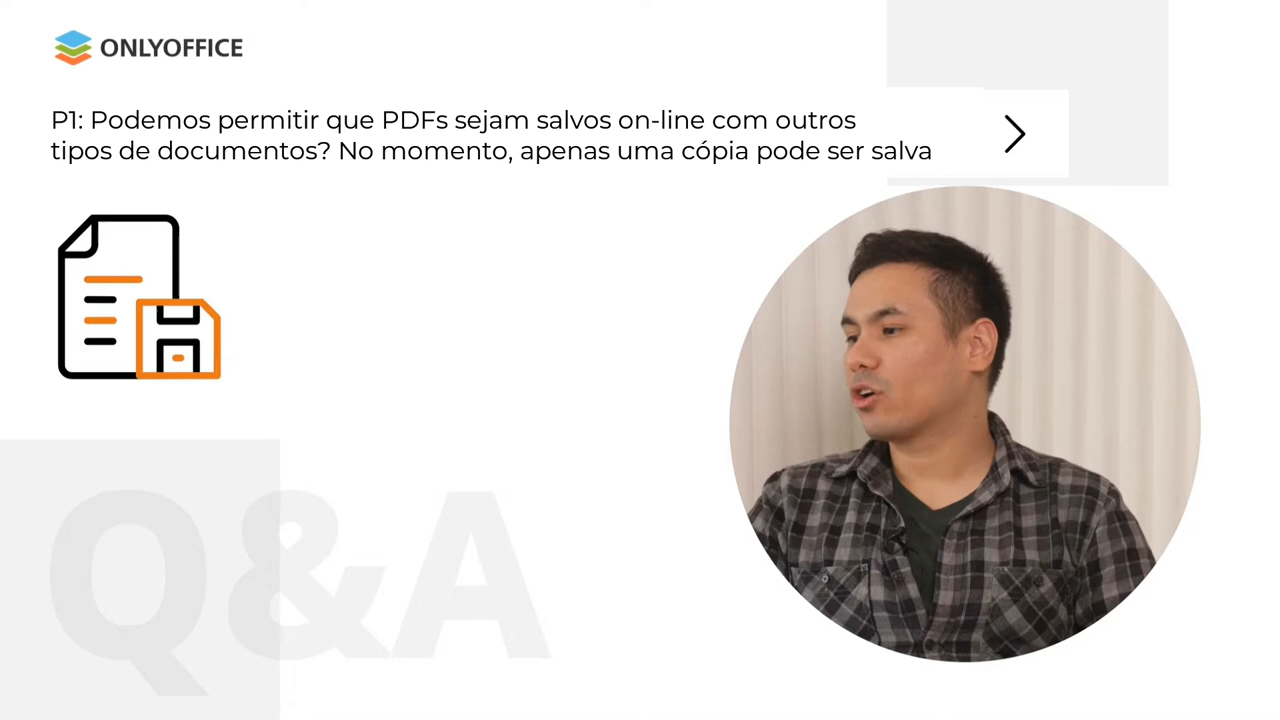 ONLYOFFICE
P1: Podemos permitir que PDFs sejam salvos on-line com outros
tipos de documentos? No momento, apenas uma cópia pode ser salva
Q&A